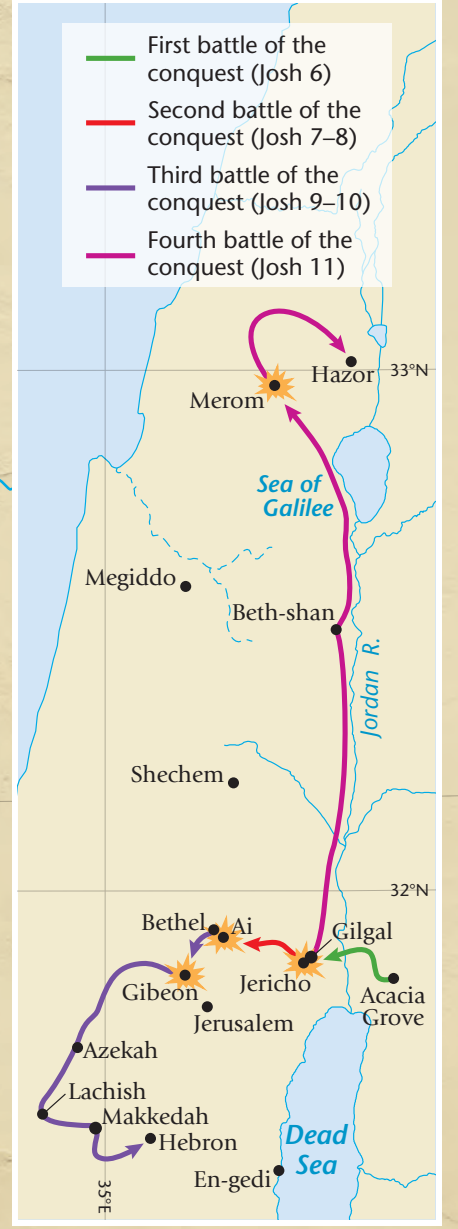 First battle of the
conquest (Josh 6)
Second battle of the
conquest (Josh 7–8)
Third battle of the
conquest (Josh 9–10)
Fourth battle of the
conquest (Josh 11)
Hazor
33°N
Merom
Sea of
Galilee
Megiddo
Beth-shan
Jordan R.
Shechem
32°N
Bethel
Ai
Gilgal
Gibeon
Jericho
Acacia
Grove
Jerusalem
Azekah
Lachish
Makkedah
Hebron
Dead
Sea
En-gedi
35°E